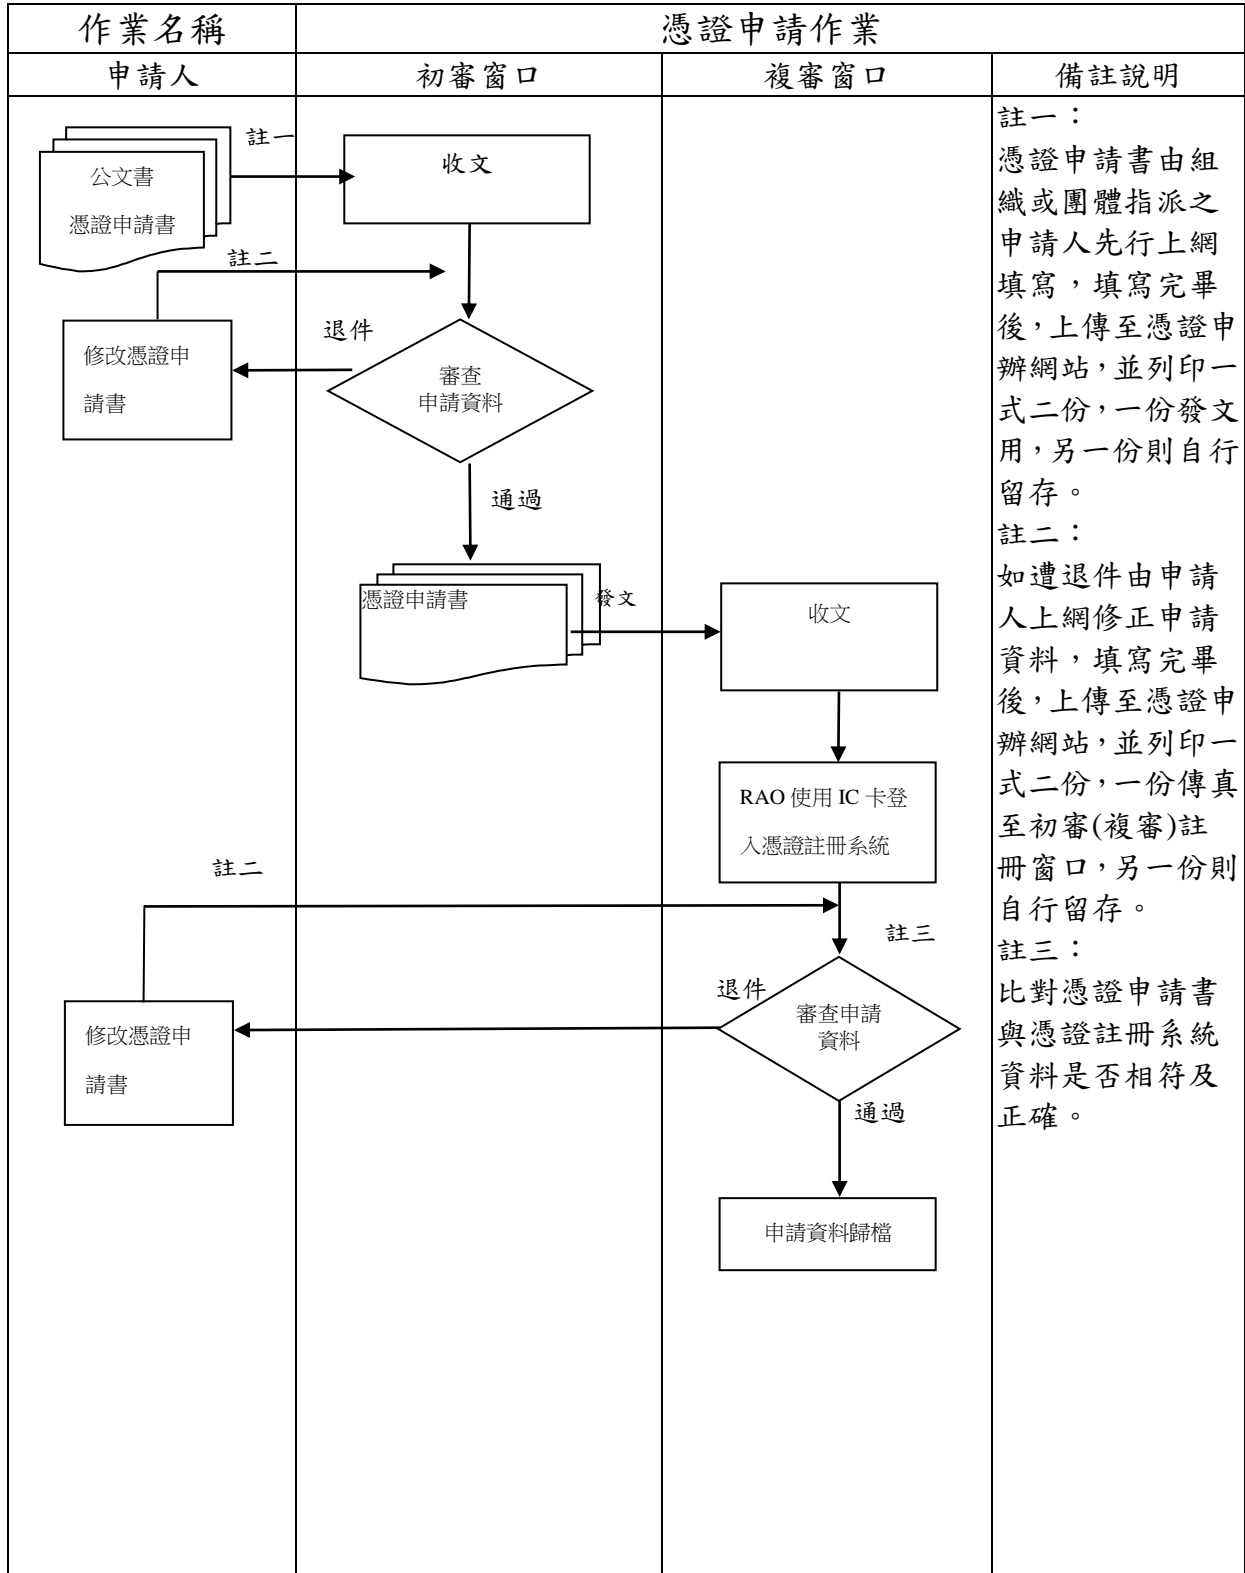 作業名稱
憑證申請作業
申請人
初審窗口
複審窗口
備註說明
公文書
憑證申請書
註一
收文
註二
修改憑證申
請書
退件
審查
申請資料
通過
憑證申請書
發文
收文
RAO 使用 IC 卡登
入憑證註冊系統
註二
註三
修改憑證申
請書
退件
審查申請
資料
通過
申請資料歸檔
註一：
憑證申請書由組
織或團體指派之
申請人先行上網
填寫，填寫完畢
後，上傳至憑證申
辦網站，並列印一
式二份，一份發文
用，另一份則自行
留存。
註二：
如遭退件由申請
人上網修正申請
資料，填寫完畢
後，上傳至憑證申
辦網站，並列印一
式二份，一份傳真
至初審(複審)註
冊窗口，另一份則
自行留存。
註三：
比對憑證申請書
與憑證註冊系統
資料是否相符及
正確。